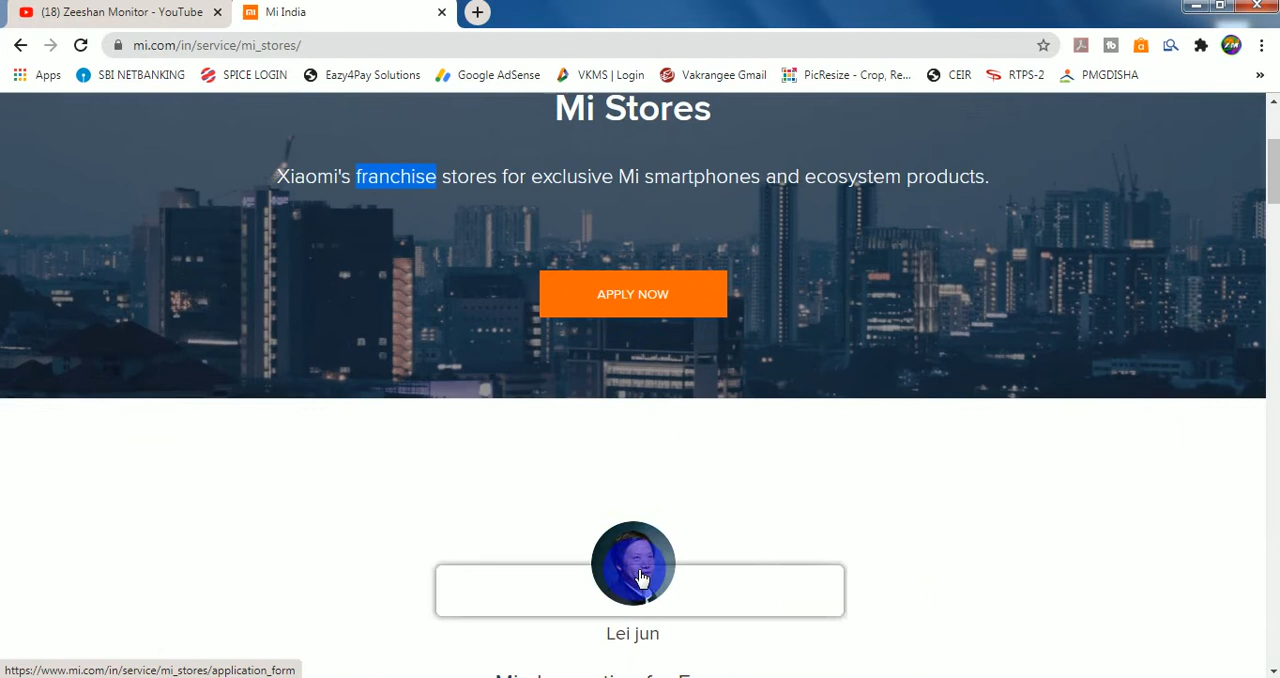 (18) Zeeshan Monitor - YouTube
Mi India
mi.com/in/service/mi_stores/
Apps
SBI NETBANKING
SPICE LOGIN
Eazy4Pay Solutions
Google AdSense
VKMS | Login
Vakrangee Gmail
PicResize - Crop, Re...
CEIR
RTPS-2
PMGDISHA
»
Mi Stores
Xiaomi's franchise stores for exclusive Mi smartphones and ecosystem products.
APPLY NOW
Lei jun
https://www.mi.com/in/service/mi_stores/application_form